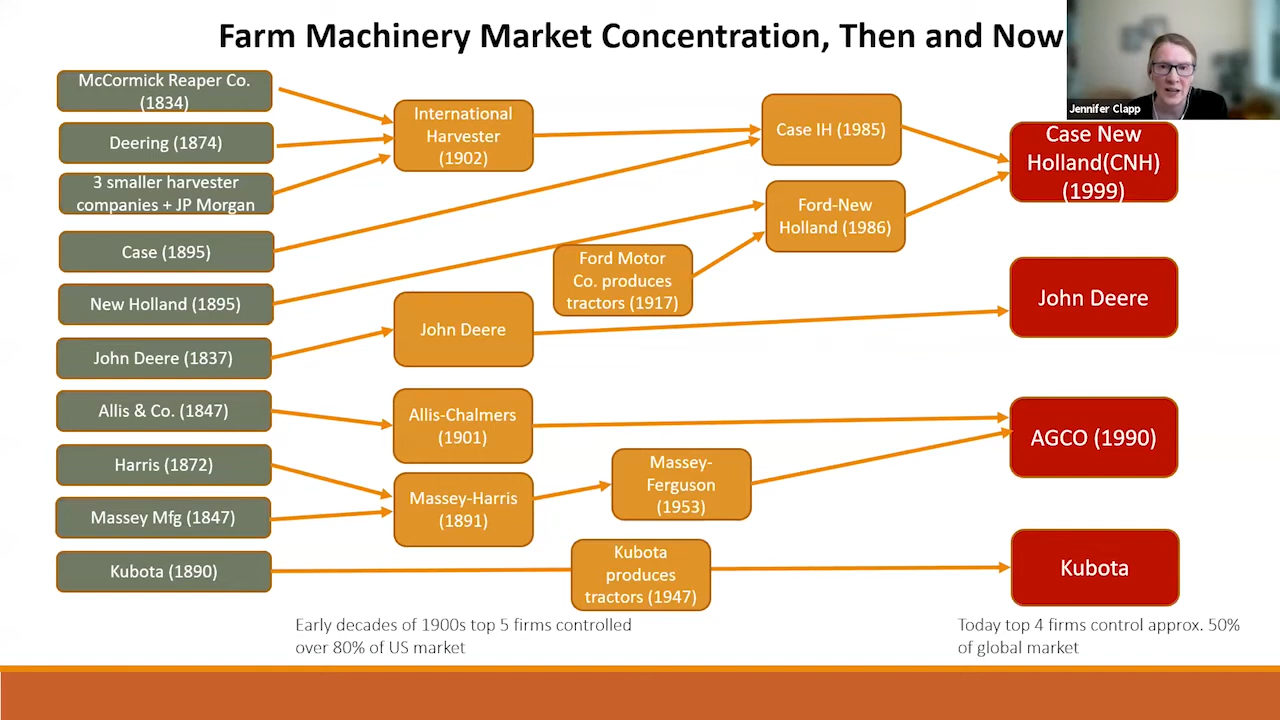 Farm Machinery Market Concentration, Then and Now
Jennifer Clapp
McCormick Reaper Co.
(1834)
Deering (1874)
3 smaller harvester
companies + JP Morgan
Case (1895)
New Holland (1895)
John Deere (1837)
Allis & Co. (1847)
Harris (1872)
Massey Mfg (1847)
Kubota (1890)
International
Harvester
(1902)
John Deere
Allis-Chalmers
(1901)
Massey-Harris
(1891)
Ford Motor
Co. produces
tractors (1917)
Massey-
Ferguson
(1953)
Kubota
produces
tractors (1947)
Case IH (1985)
Ford-New
Holland (1986)
Case New
Holland(CNH)
(1999)
John Deere
AGCO (1990)
Kubota
Early decades of 1900s top 5 firms controlled
over 80% of US market
Today top 4 firms control approx. 50%
of global market